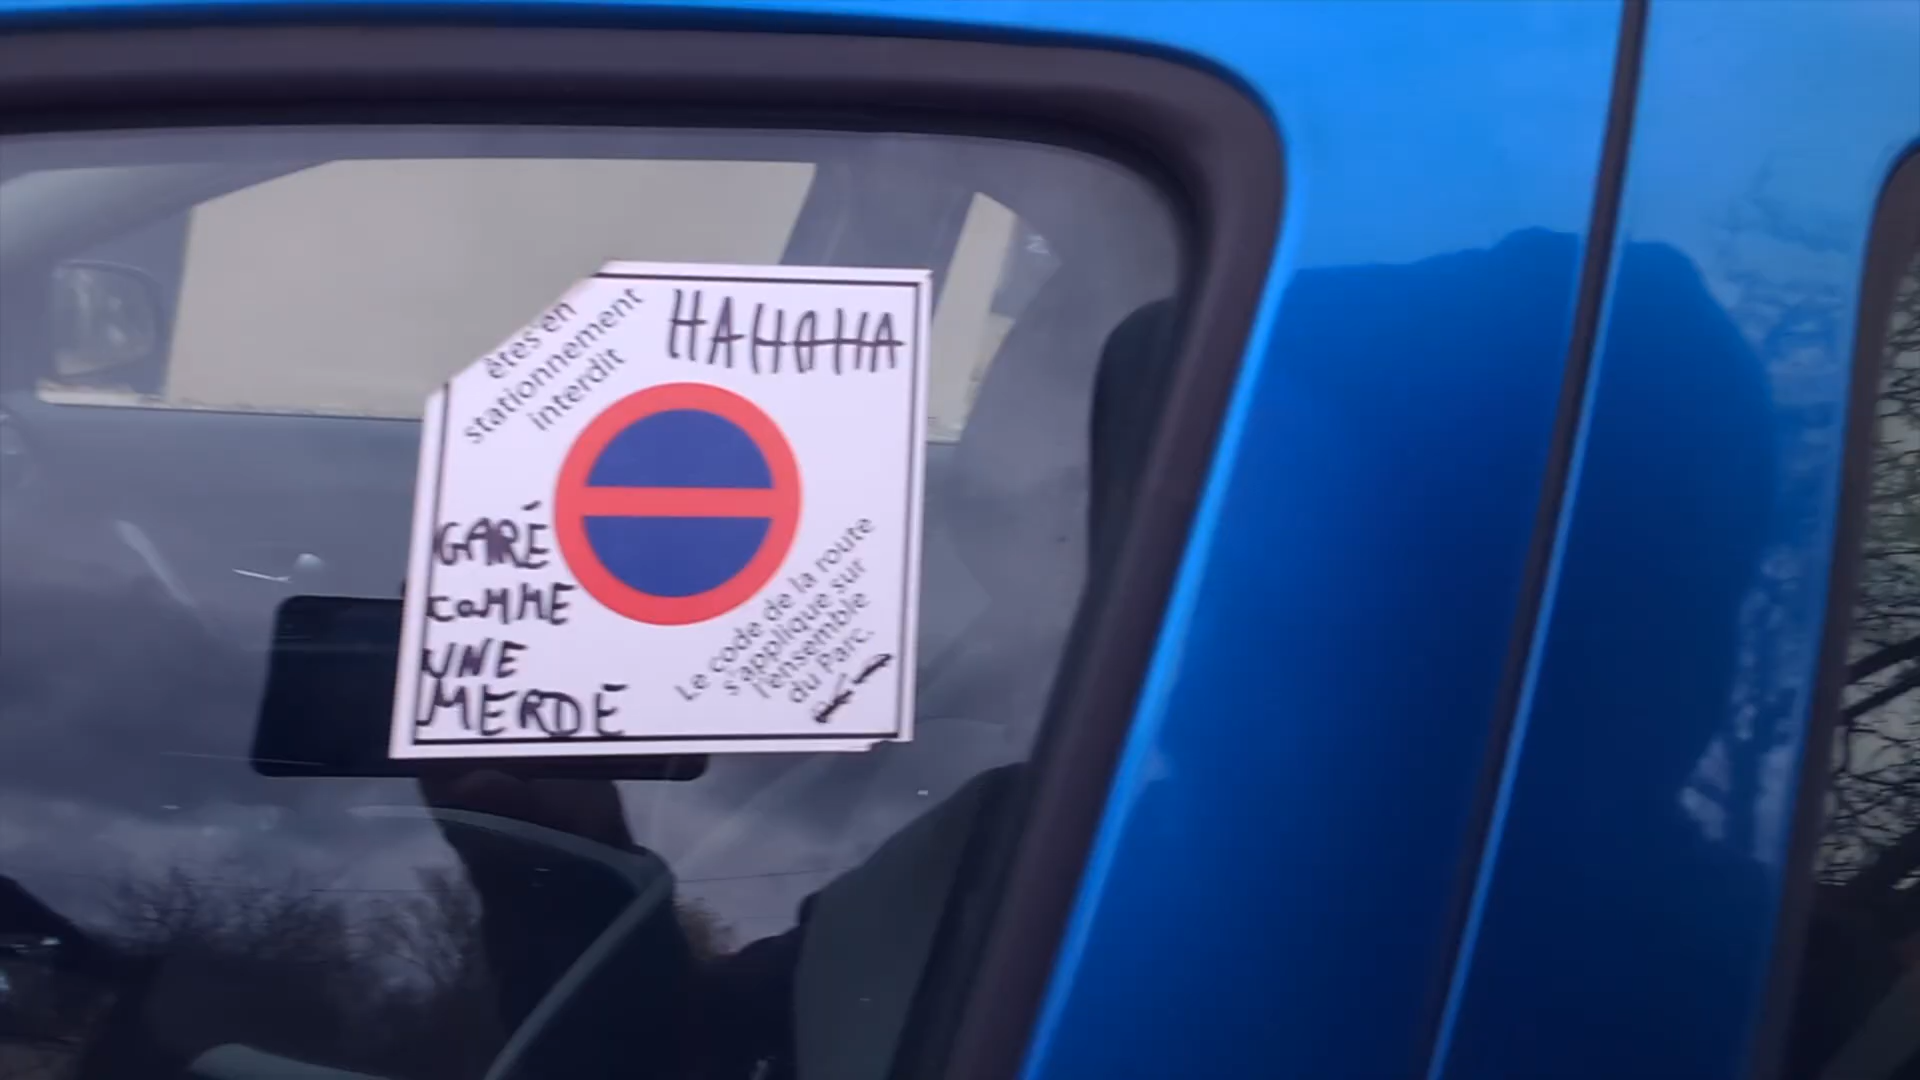 êtes en
stationnement
interdit
HAHAHA
GARÉ
COMME
UNE
MERDE
Le code de la route
s'applique sur
l'ensemble
du Parc.